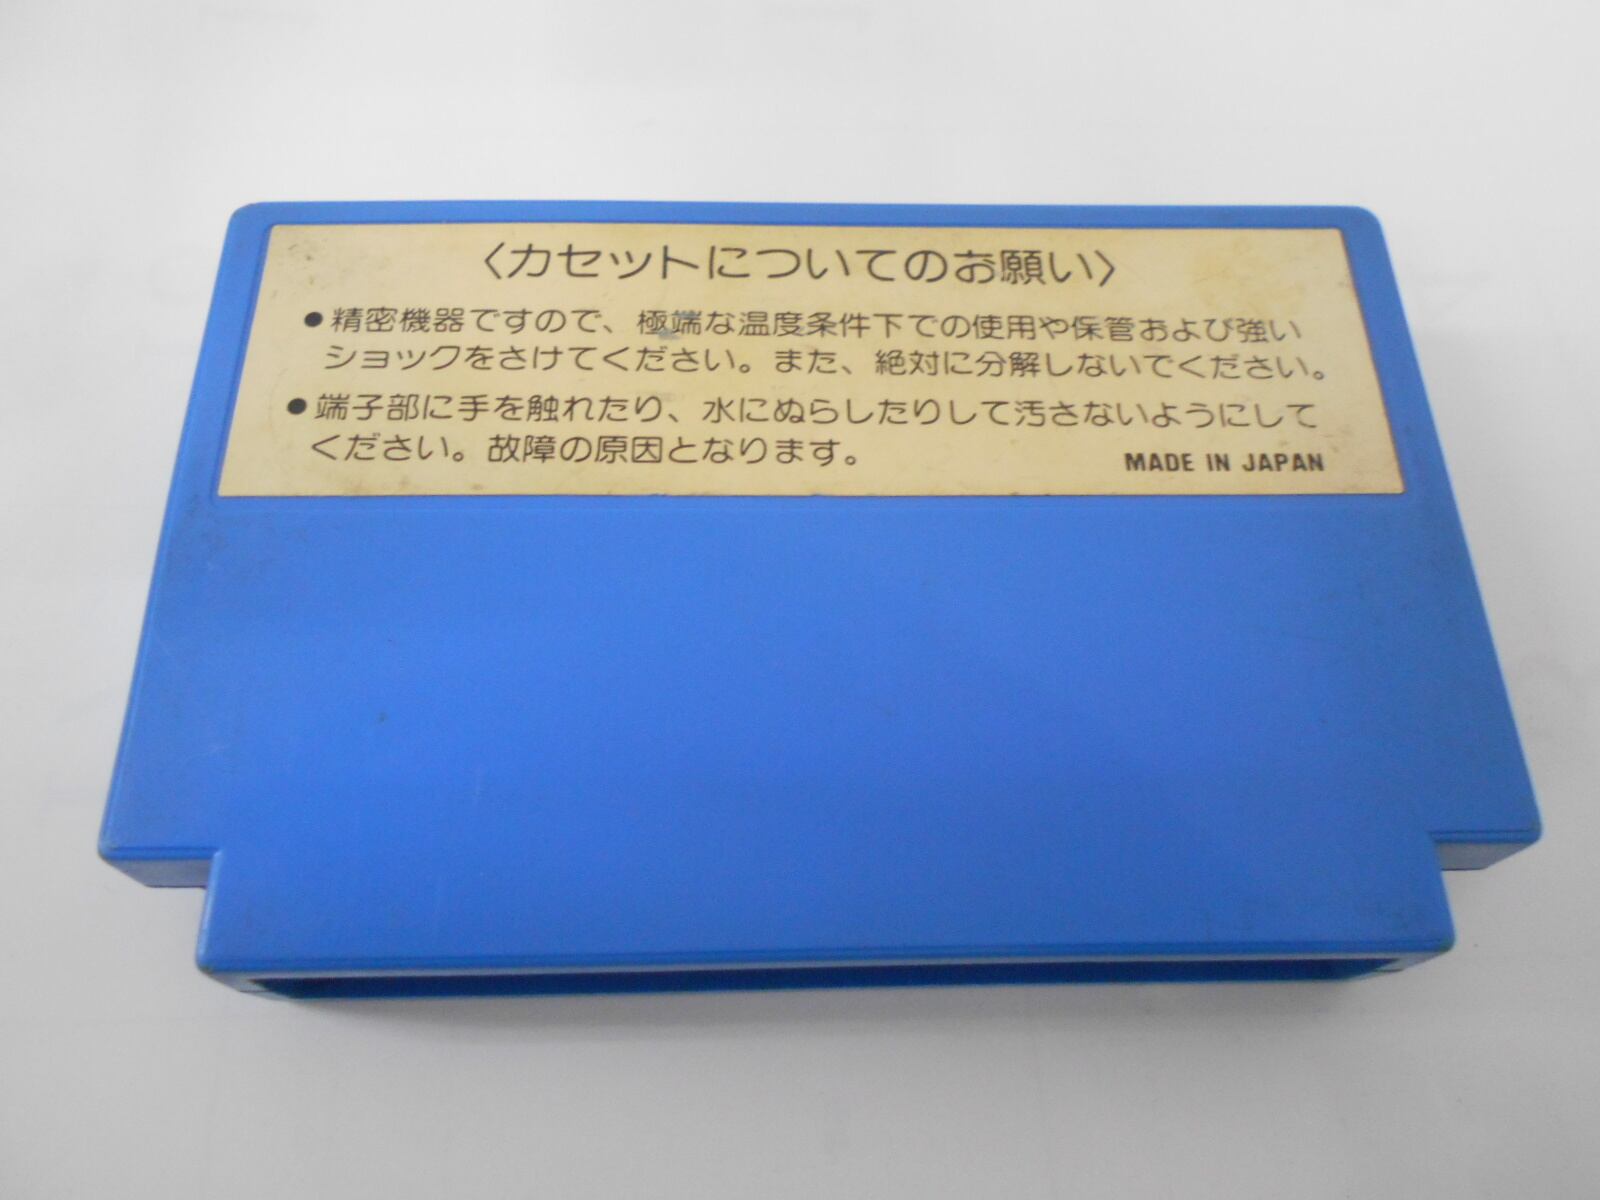 〈カセットについてのお願い〉
●精密機器ですので、極端な温度条件下での使用や保管および強い
ショックをさけてください。また、絶対に分解しないでください。
●端子部に手を触れたり、水にぬらしたりして汚さないようにして
ください。故障の原因となります。
MADE IN JAPAN